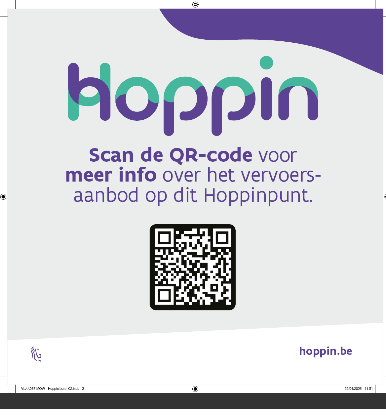 Hoppin
Scan de QR-code voor
meer info over het vervoers-
aanbod op dit Hoppinpunt.
hoppin.be